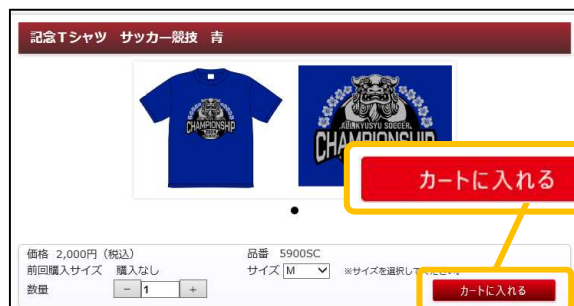 記念Tシャツ サッカー競技 青
CHAMPIONSHIP
ALL KYUSYU SOCCER
CHAMPIONSHIP
カートに入れる
価格 2,000円（税込）
品番 5900SC
前回購入サイズ 購入なし
サイズ M ※サイズを選択してください。
数量 - 1 +
カートに入れる